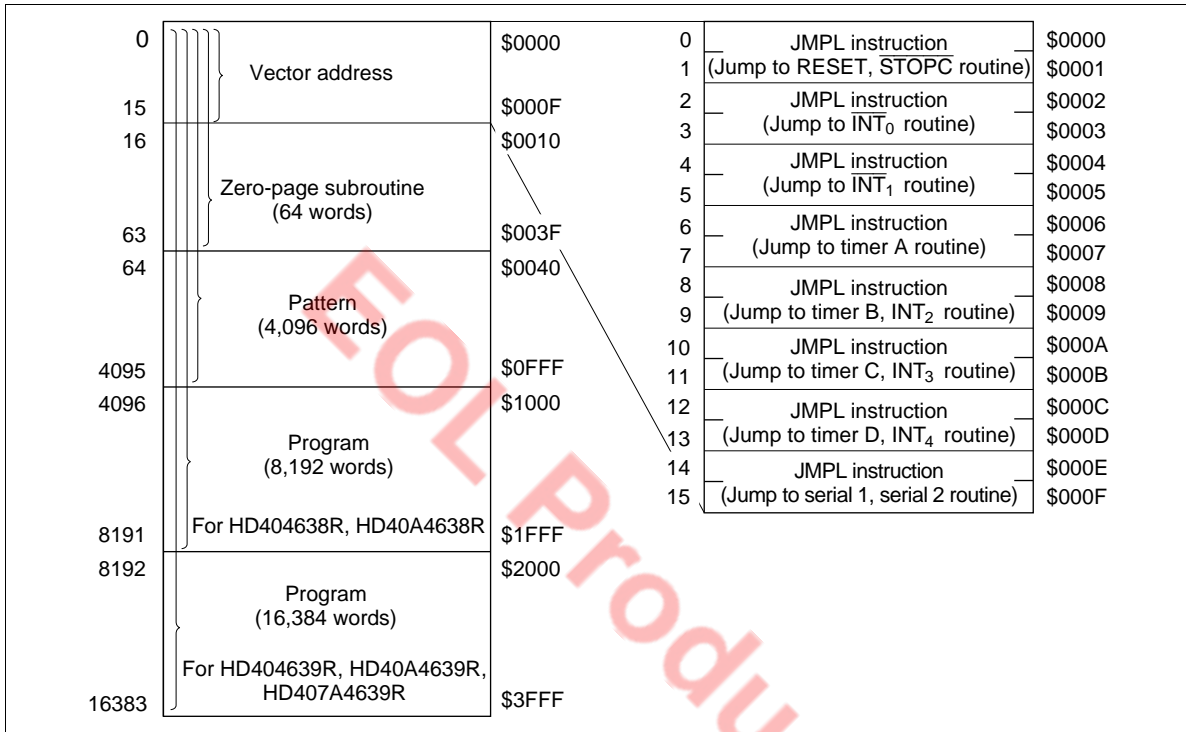 0
$0000
Vector address
15
$000F
16
$0010
Zero-page subroutine
(64 words)
63
$003F
64
$0040
Pattern
(4,096 words)
4095
$0FFF
4096
$1000
Program
(8,192 words)
For HD404638R, HD40A4638R
8191
$1FFF
8192
$2000
Program
(16,384 words)
For HD404639R, HD40A4639R,
HD407A4639R
16383
$3FFF
0
JMPL instruction
$0000
1
(Jump to RESET, STOPC routine)
$0001
2
JMPL instruction
$0002
3
(Jump to INT0 routine)
$0003
4
JMPL instruction
$0004
5
(Jump to INT1 routine)
$0005
6
JMPL instruction
$0006
7
(Jump to timer A routine)
$0007
8
JMPL instruction
$0008
9
(Jump to timer B, INT2 routine)
$0009
10
JMPL instruction
$000A
11
(Jump to timer C, INT3 routine)
$000B
12
JMPL instruction
$000C
13
(Jump to timer D, INT4 routine)
$000D
14
JMPL instruction
$000E
15
(Jump to serial 1, serial 2 routine)
$000F
EOL Produ